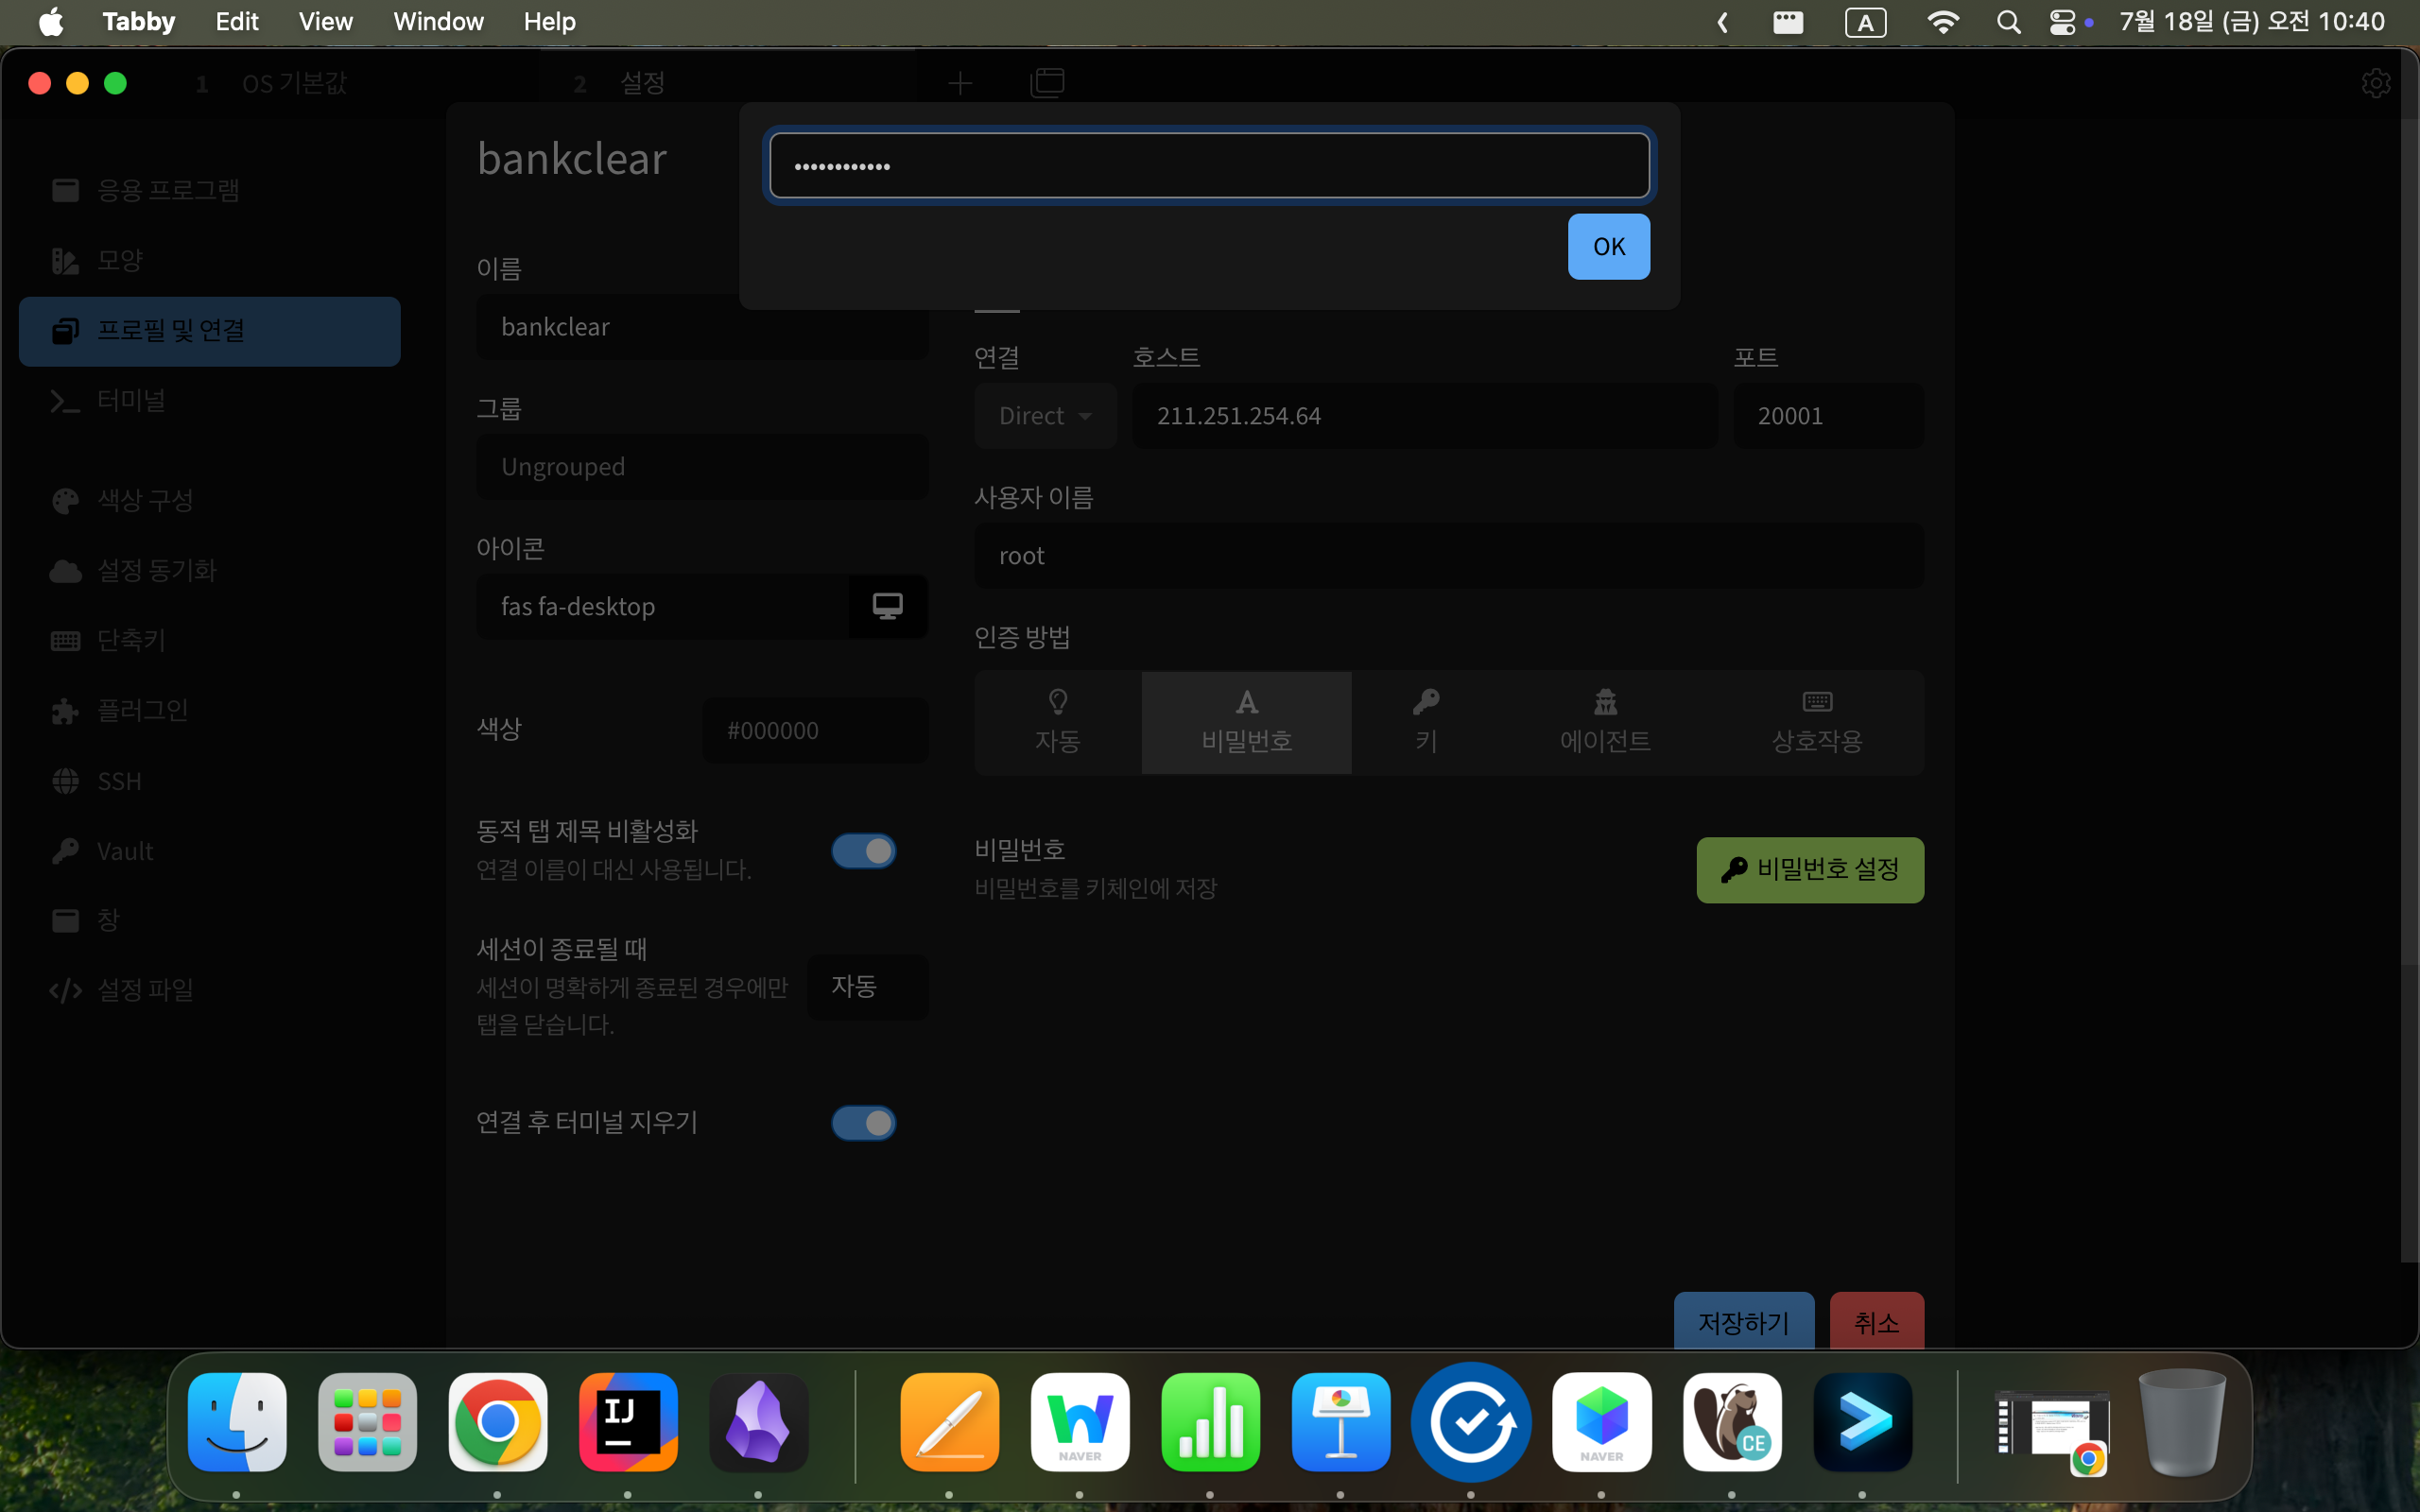 Tabby Edit View Window Help
A
7월 18일 (금) 오전 10:40
1 OS 기본값
2 설정
bankclear
••••••••••••
OK
응용 프로그램
모양
프로필 및 연결
터미널
색상 구성
설정 동기화
단축키
플러그인
SSH
Vault
창
설정 파일
이름
bankclear
그룹
Ungrouped
아이콘
fas fa-desktop
색상
#000000
동적 탭 제목 비활성화
연결 이름이 대신 사용됩니다.
세션이 종료될 때
세션이 명확하게 종료된 경우에만
탭을 닫습니다.
자동
연결 후 터미널 지우기
연결 호스트 포트
Direct 211.251.254.64 20001
사용자 이름
root
인증 방법
자동 비밀번호 키 에이전트 상호작용
비밀번호
비밀번호를 키체인에 저장
비밀번호 설정
저장하기 취소
IJ
NAVER
NAVER
CE